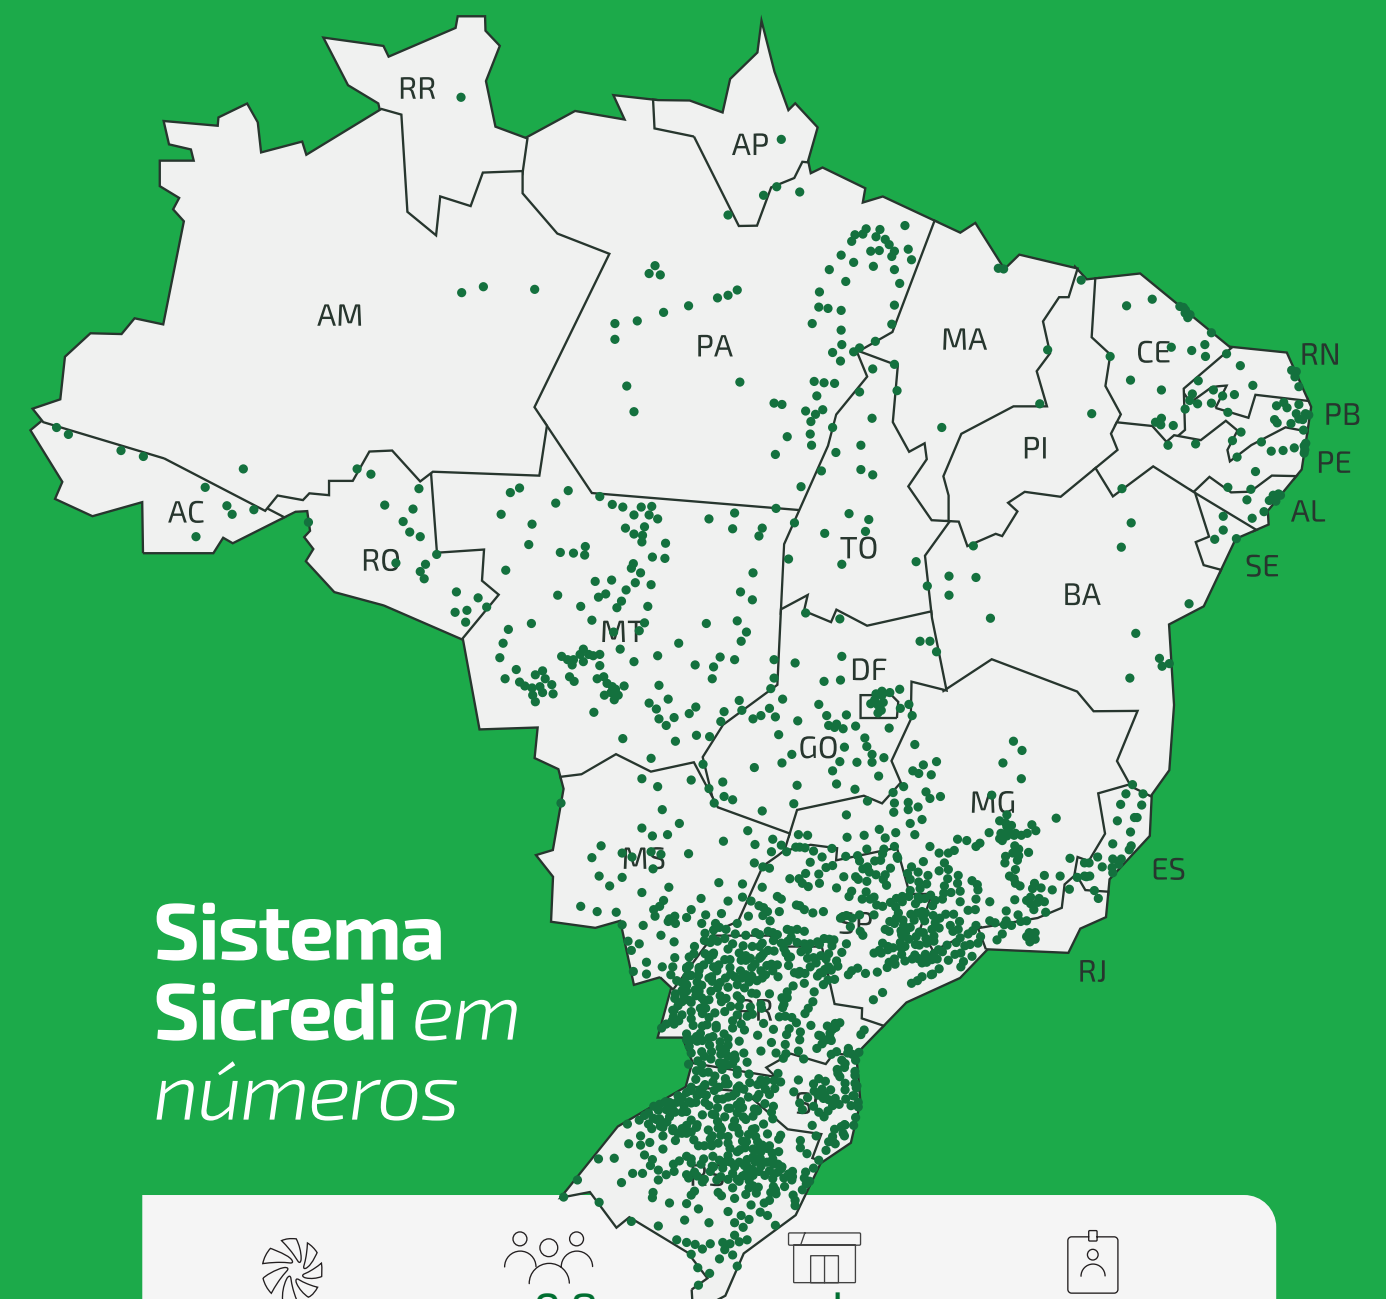 RR
AP
AM
PA
MA
CE
RN
PB
PI
PE
AC
AL
RO
TO
SE
BA
MT
DF
GO
MG
MS
ES
SP
RJ
PR
Sistema
Sicredi em
números